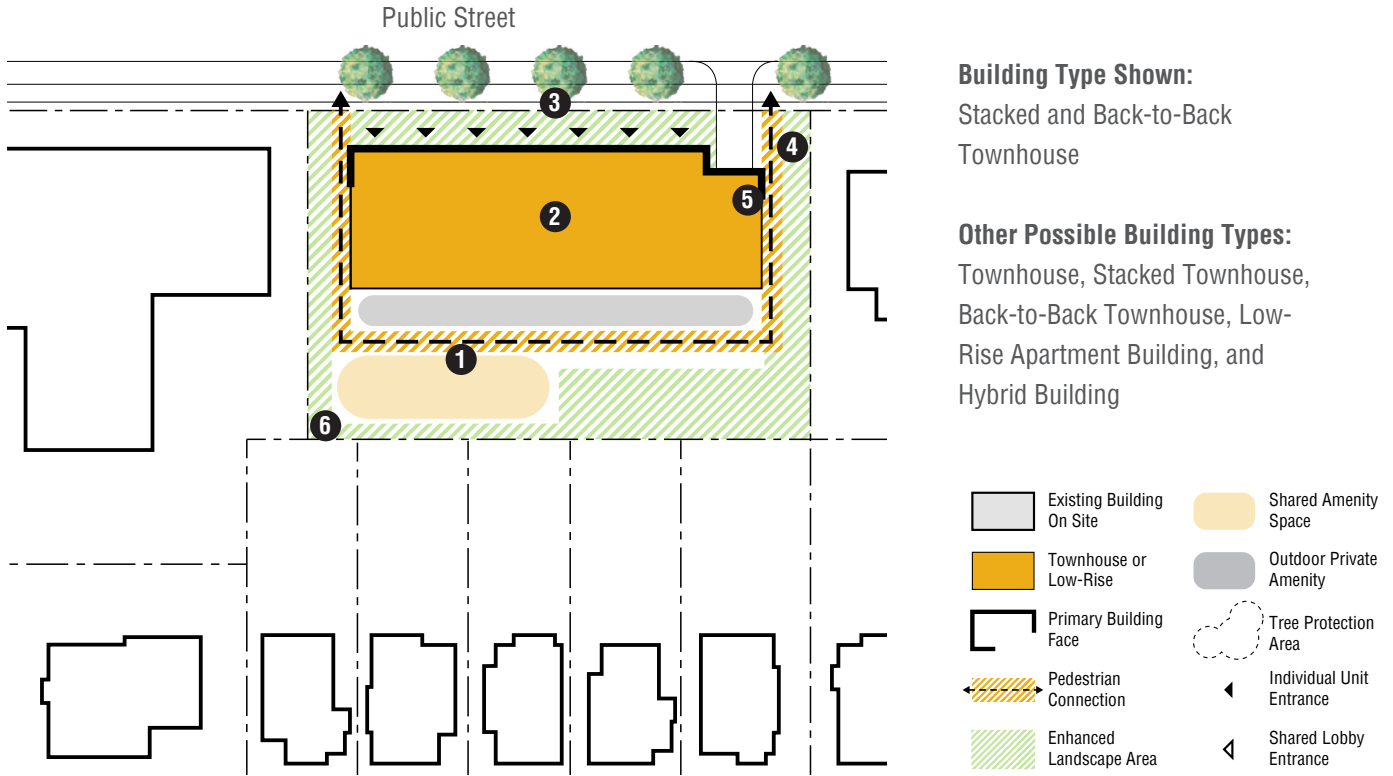 Public Street
3
4
5
2
1
6
Building Type Shown:
Stacked and Back-to-Back
Townhouse
Other Possible Building Types:
Townhouse, Stacked Townhouse,
Back-to-Back Townhouse, Low-
Rise Apartment Building, and
Hybrid Building
Existing Building
On Site
Shared Amenity
Space
Townhouse or
Low-Rise
Outdoor Private
Amenity
Primary Building
Face
Tree Protection
Area
Pedestrian
Connection
Individual Unit
Entrance
Enhanced
Landscape Area
Shared Lobby
Entrance